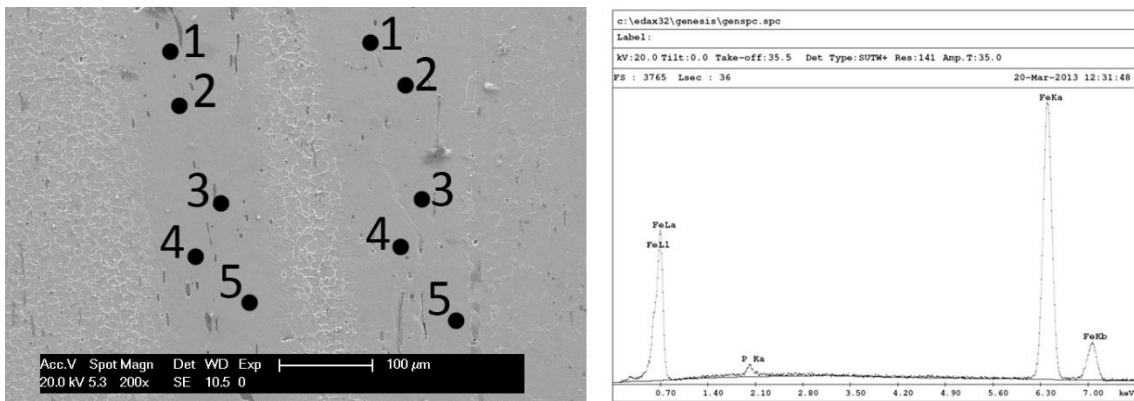 1
2
3
4
5
1
2
3
4
5
Acc.V Spot Magn Det WD Exp
20.0 kV 5.3 200x SE 10.5 0
100 µm
c:\edax32\genesis\genspc.spc
Label:
kV:20.0 Tilt:0.0 Take-off:35.5 Det Type:SUTW+ Res:141 Amp.T:35.0
FS : 3765 Lsec : 36 20-Mar-2013 12:31:48
FeKa
FeLa
FeLl
P Ka
FeKb
0.70 1.40 2.10 2.80 3.50 4.20 4.90 5.60 6.30 7.00 keV